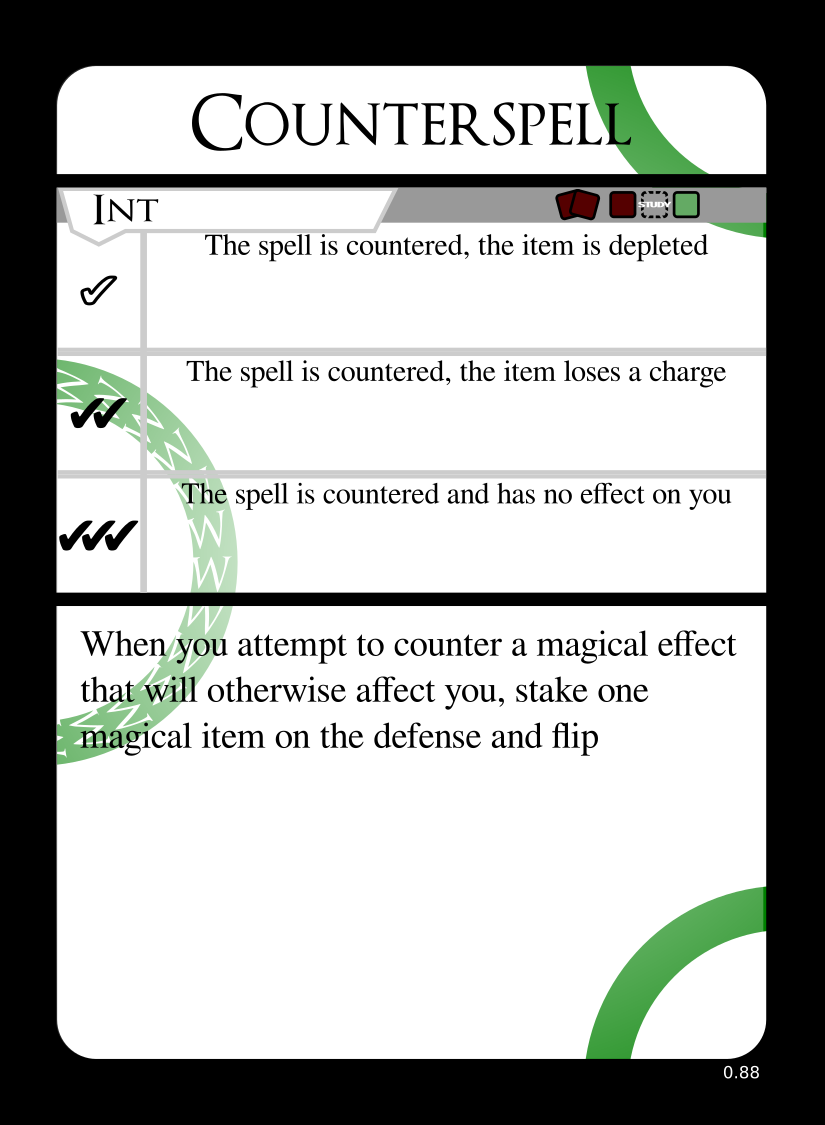 COUNTERSPELL
INT
STUDY
The spell is countered, the item is depleted
The spell is countered, the item loses a charge
The spell is countered and has no effect on you
When you attempt to counter a magical effect
that will otherwise affect you, stake one
magical item on the defense and flip
0.88